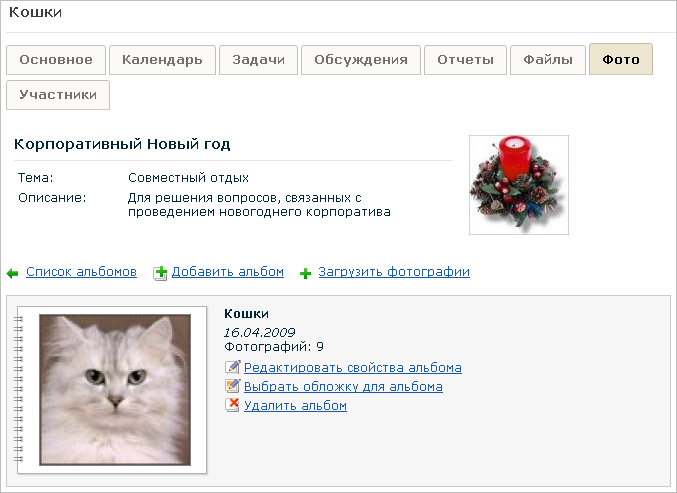 Кошки
Основное Календарь Задачи Обсуждения Отчеты Файлы Фото
Участники
Корпоративный Новый год
Тема: Совместный отдых
Описание: Для решения вопросов, связанных с
проведением новогоднего корпоратива
Список альбомов Добавить альбом Загрузить фотографии
Кошки
16.04.2009
Фотографий: 9
Редактировать свойства альбома
Выбрать обложку для альбома
Удалить альбом